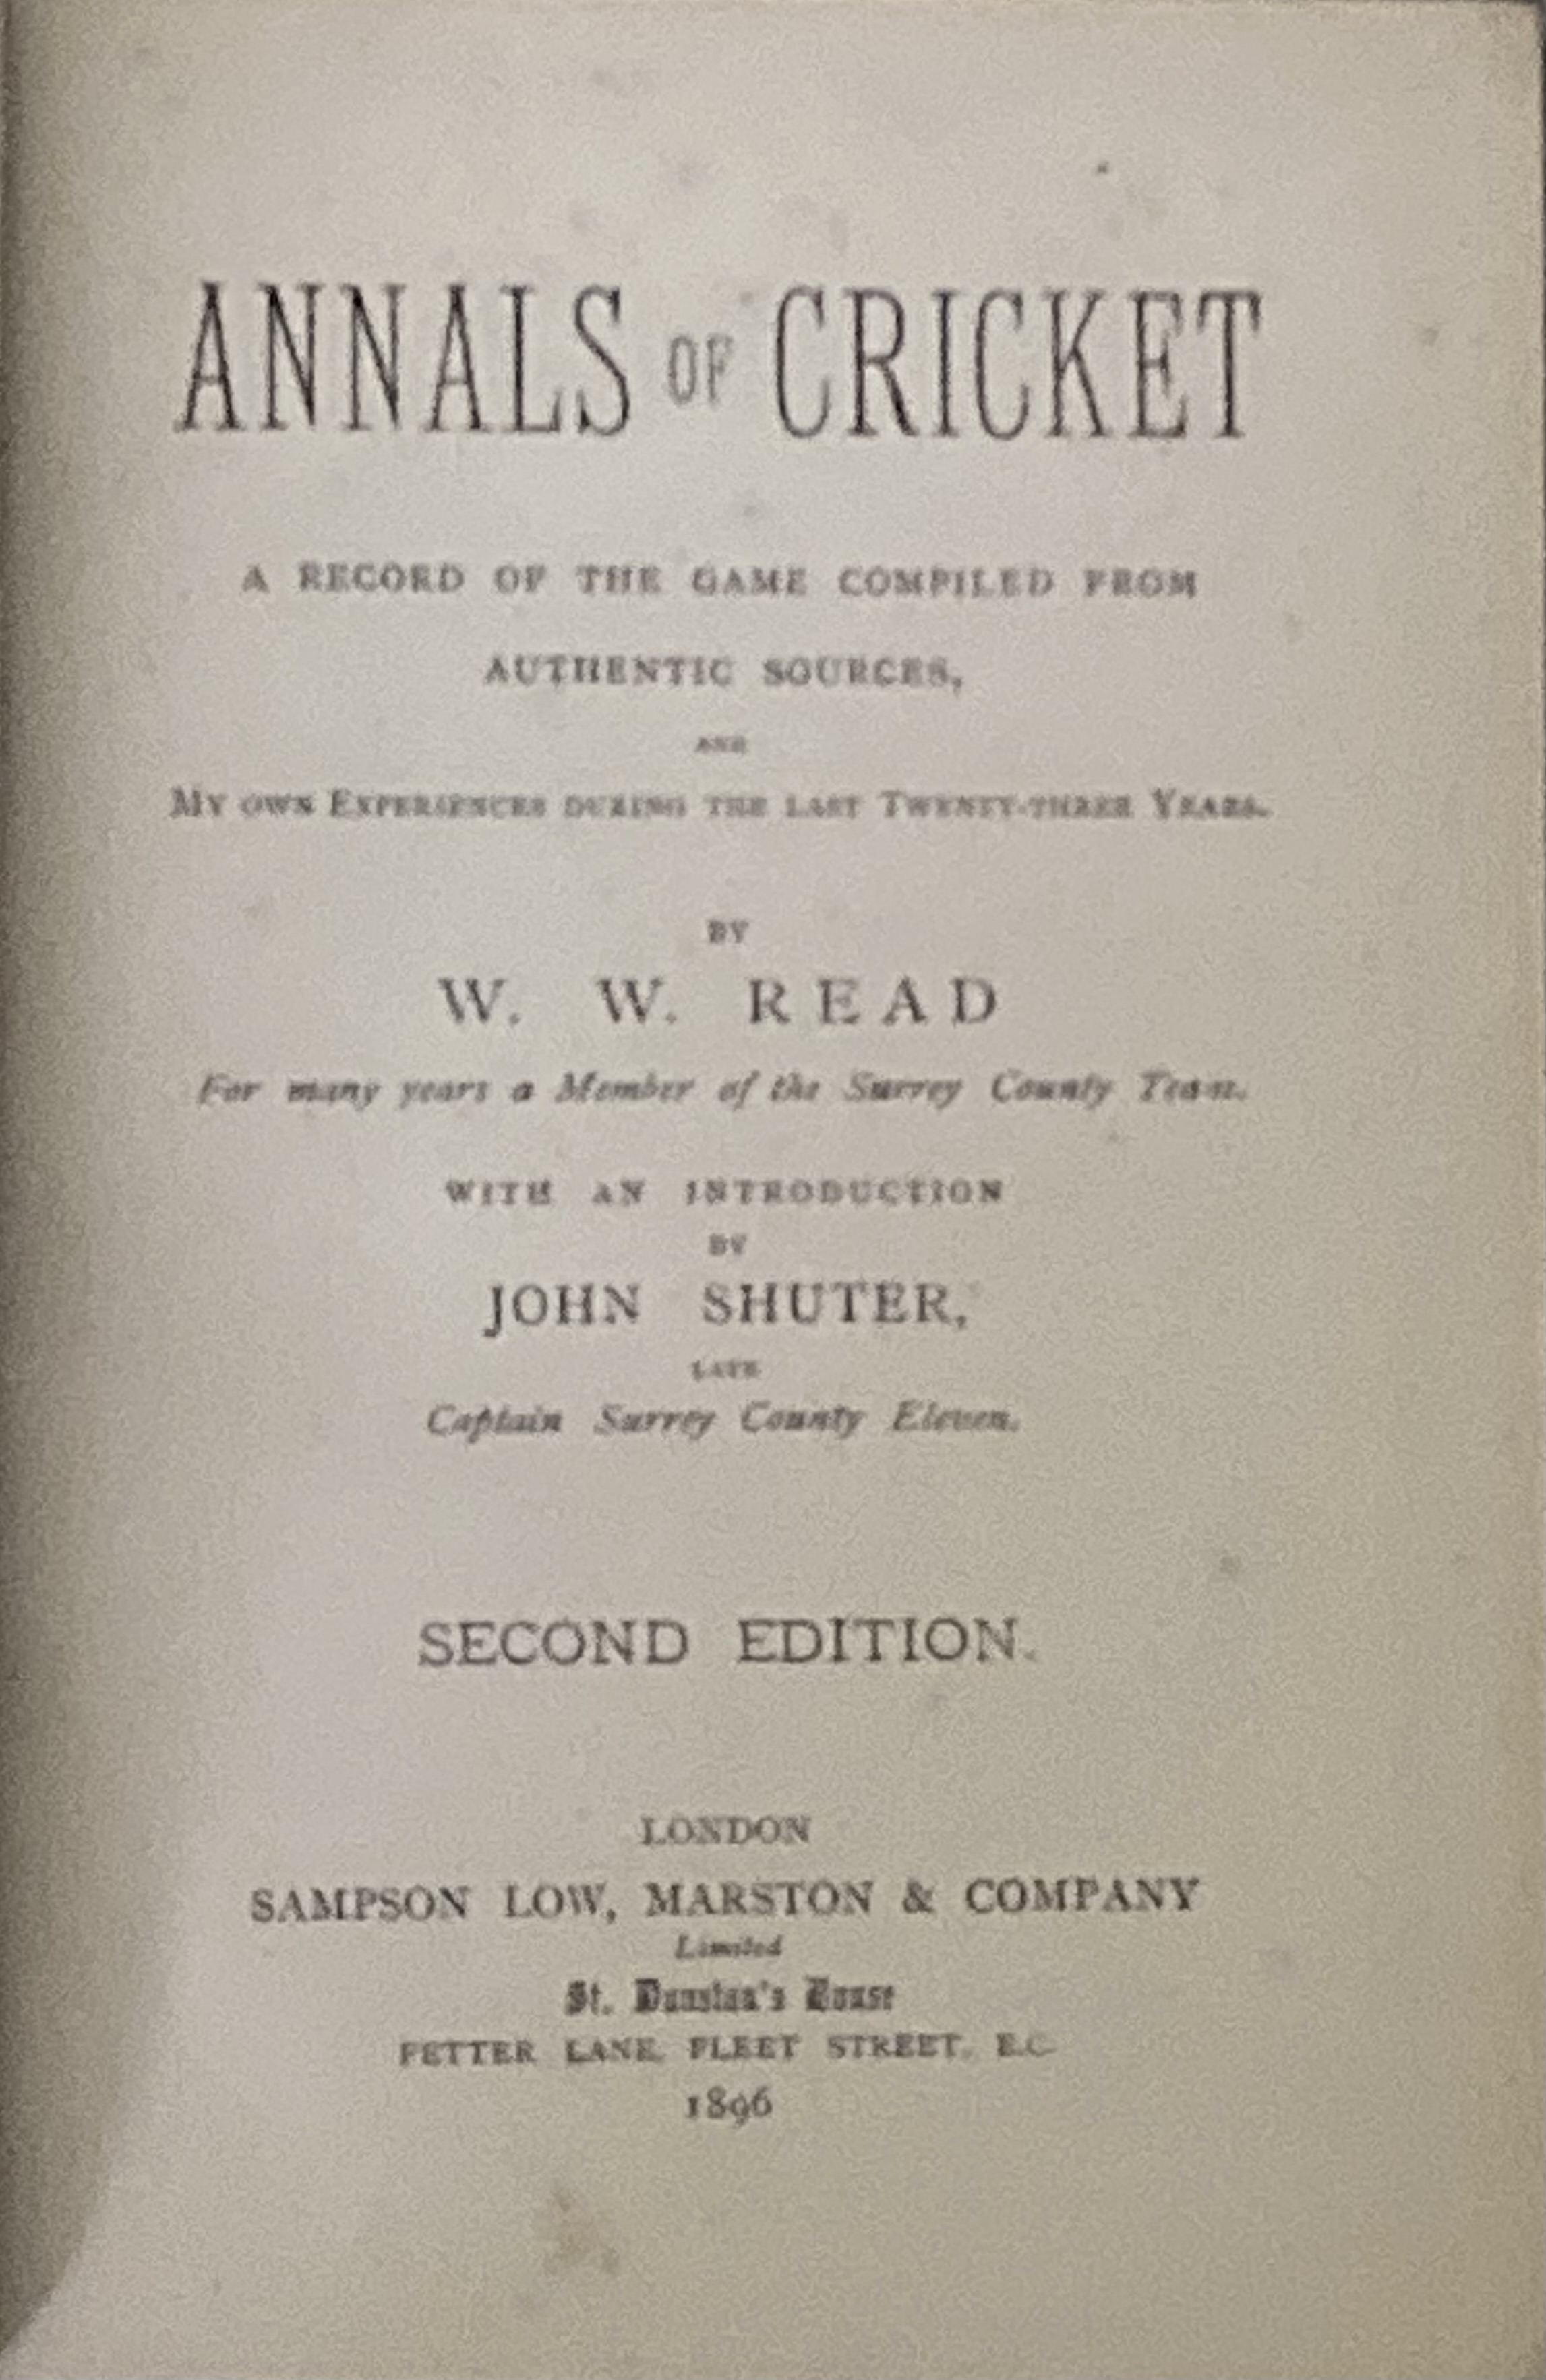 ANNALS OF CRICKET
A RECORD OF THE GAME COMPILED FROM
AUTHENTIC SOURCES,
AND
MY OWN EXPERIENCES DURING THE LAST TWENTY-THREE YEARS.
BY
W. W. READ
For many years a Member of the Surrey County Team.
WITH AN INTRODUCTION
BY
JOHN SHUTER,
LATE
Captain Surrey County Eleven.
SECOND EDITION.
LONDON
SAMPSON LOW, MARSTON & COMPANY
Limited
St. Dunstan's House
FETTER LANE, FLEET STREET, E.C.
1896